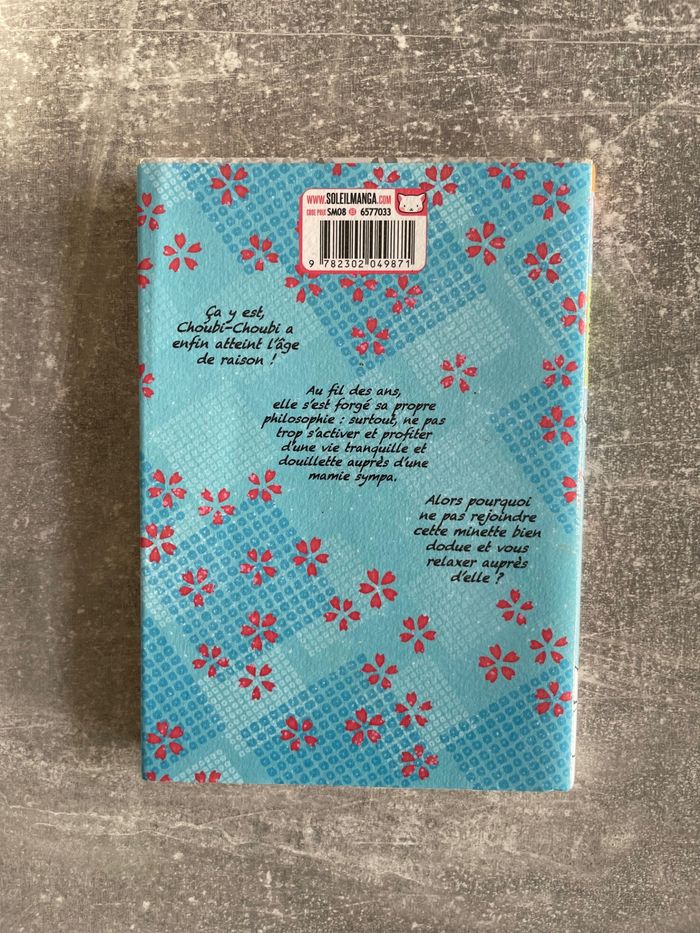 WWW.SOLEILMANGA.COM
CODE PRIX SM08 6577033
9 782302 049871
Ça y est,
Choubi-Choubi a
enfin atteint l'âge
de raison !
Au fil des ans,
elle s'est forgé sa propre
philosophie : surtout, ne pas
trop s'activer et profiter
d'une vie tranquille et
douillette auprès d'une
mamie sympa.
Alors pourquoi
ne pas rejoindre
cette minette bien
dodue et vous
relaxer auprès
d'elle ?